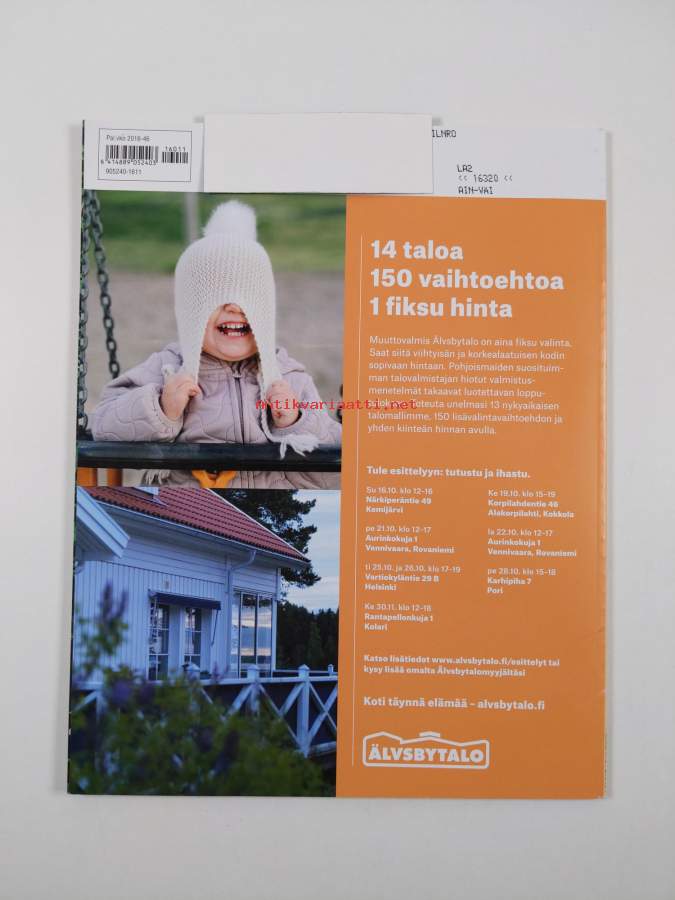 Pal.vko 2016-46
16011
6 414889 052403
905240-1611
ILNRO
LA2
<< 16320 <<
AIN-YKI
14 taloa
150 vaihtoehtoa
1 fiksu hinta
Muuttovalmis Älvsbytalo on aina fiksu valinta.
Saat siitä viihtyisän ja korkealaatuisen kodin
sopivaan hintaan. Pohjoismaiden suosituim-
man talovalmistajan hiotut valmistus-
menetelmät takaavat luotettavan loppu-
unelmasi 13 nykyaikaisen
talomallimme, 150 lisävalintavaihtoehdon ja
yhden kiinteän hinnan avulla.
antikvariaatti.net
Tule esittelyyn: tutustu ja ihastu.
Su 16.10. klo 12–16
Närkiperäntie 49
Kemijärvi
pe 21.10. klo 12–17
Aurinkokuja 1
Vennivaara, Rovaniemi
ti 25.10. ja 26.10. klo 17–19
Vartiokyläntie 29 B
Helsinki
Ke 30.11. klo 12–18
Rantapellonkuja 1
Kolari
Ke 19.10. klo 15–19
Korpilahdentie 46
Alakorpilahti, Kokkola
la 22.10. klo 12–17
Aurinkokuja 1
Vennivaara, Rovaniemi
pe 28.10. klo 15–18
Karhipiha 7
Pori
Katso lisätiedot www.alvsbytalo.fi/esittelyt tai
kysy lisää omalta Älvsbytalomyyjältäsi
Koti täynnä elämää – alvsbytalo.fi
ÄLVSBYTALO